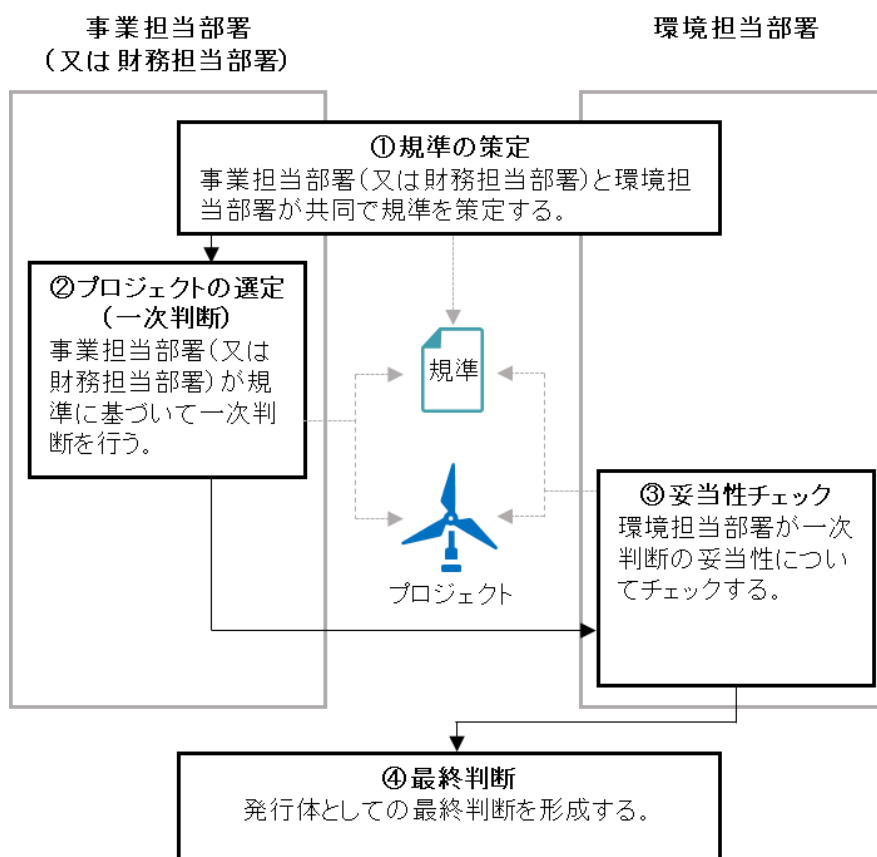 事業担当部署
（又は財務担当部署）
環境担当部署
①規準の策定
事業担当部署（又は財務担当部署）と環境担
当部署が共同で規準を策定する。
②プロジェクトの選定
（一次判断）
事業担当部署（又は
財務担当部署）が規
準に基づいて一次判
断を行う。
規準
プロジェクト
③妥当性チェック
環境担当部署が一次
判断の妥当性につい
てチェックする。
④最終判断
発行体としての最終判断を形成する。